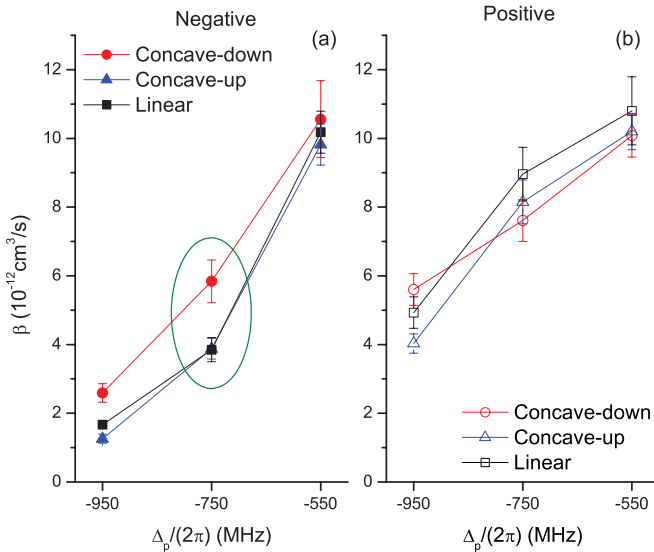 Negative
Positive
(a)
(b)
Concave-down
Concave-up
Linear
12
10
8
6
4
2
0
β (10⁻¹²cm³/s)
-950
-750
-550
Δₚ/(2π) (MHz)
12
10
8
6
4
2
0
Concave-down
Concave-up
Linear
-950
-750
-550
Δₚ/(2π) (MHz)